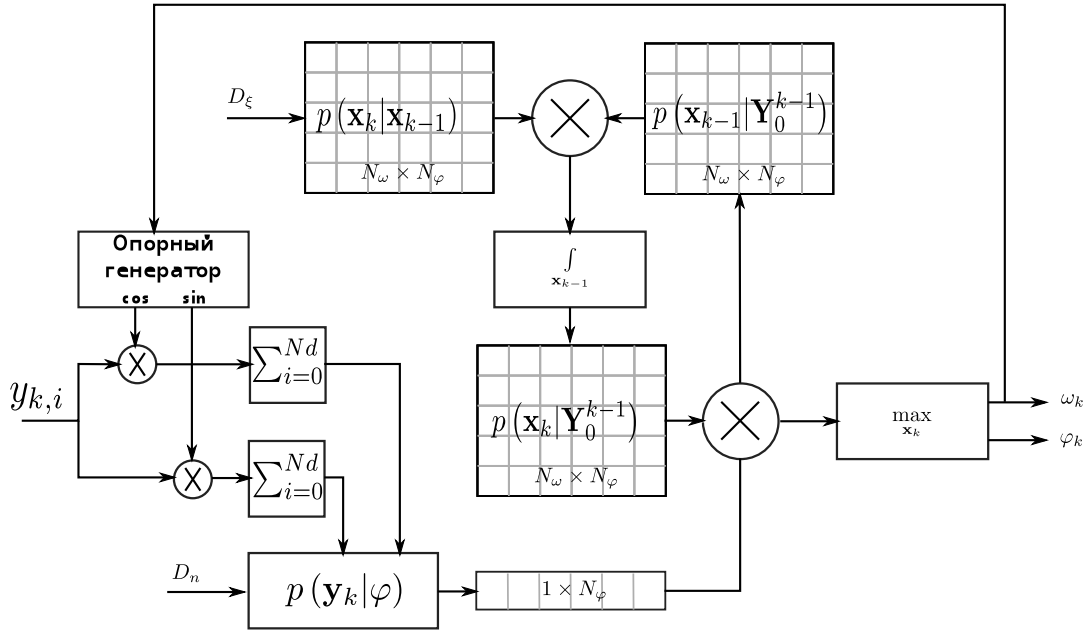 D_ξ
p(x_k|x_{k−1})
N_ω × N_φ
p(x_{k−1}|Y_0^{k−1})
N_ω × N_φ
Опорный
генератор
cos sin
∫
x_{k−1}
y_{k,i}
∑_{i=0}^{Nd}
p(x_k|Y_0^{k−1})
N_ω × N_φ
max
x_k
ω_k
φ_k
∑_{i=0}^{Nd}
D_n
p(y_k|φ)
1 × N_φ